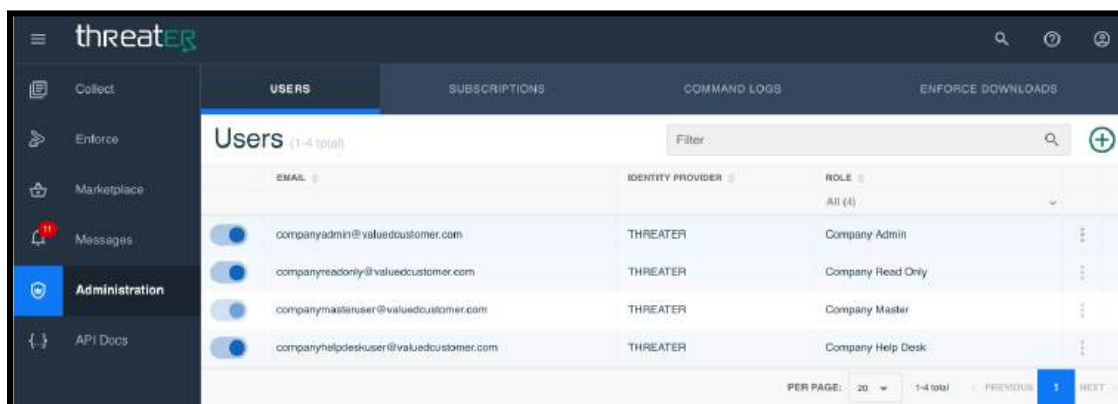 threatER
Collect
Enforce
Marketplace
11
Messages
Administration
API Docs
USERS SUBSCRIPTIONS COMMAND LOGS ENFORCE DOWNLOADS
Users (1-4 total)
Filter
EMAIL IDENTITY PROVIDER ROLE
All (4)
companyadmin@valuedcustomer.com THREATER Company Admin
companyreadonly@valuedcustomer.com THREATER Company Read Only
companymasteruser@valuedcustomer.com THREATER Company Master
companyhelpdeskuser@valuedcustomer.com THREATER Company Help Desk
PER PAGE: 20 1-4 total PREVIOUS 1 NEXT